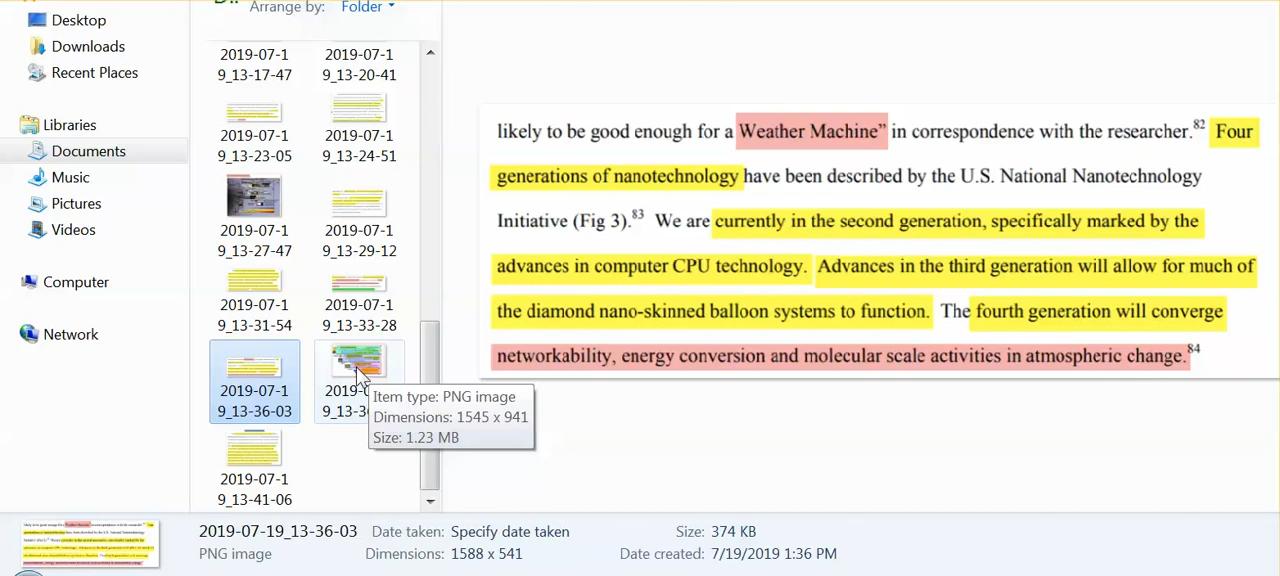 Arrange by: Folder
Desktop
Downloads
Recent Places
Libraries
Documents
Music
Pictures
Videos
Computer
Network
2019-07-1 2019-07-1
9_13-17-47 9_13-20-41
2019-07-1 2019-07-1
9_13-23-05 9_13-24-51
2019-07-1 2019-07-1
9_13-27-47 9_13-29-12
2019-07-1 2019-07-1
9_13-31-54 9_13-33-28
2019-07-1 2019-0
9_13-36-03 9_13-3
2019-07-1
9_13-41-06
Item type: PNG image
Dimensions: 1545 x 941
Size: 1.23 MB
likely to be good enough for a Weather Machine” in correspondence with the researcher.82 Four
generations of nanotechnology have been described by the U.S. National Nanotechnology
Initiative (Fig 3).83 We are currently in the second generation, specifically marked by the
advances in computer CPU technology. Advances in the third generation will allow for much of
the diamond nano-skinned balloon systems to function. The fourth generation will converge
networkability, energy conversion and molecular scale activities in atmospheric change.84
2019-07-19_13-36-03 Date taken: Specify date taken Size: 374 KB
PNG image Dimensions: 1588 x 541 Date created: 7/19/2019 1:36 PM